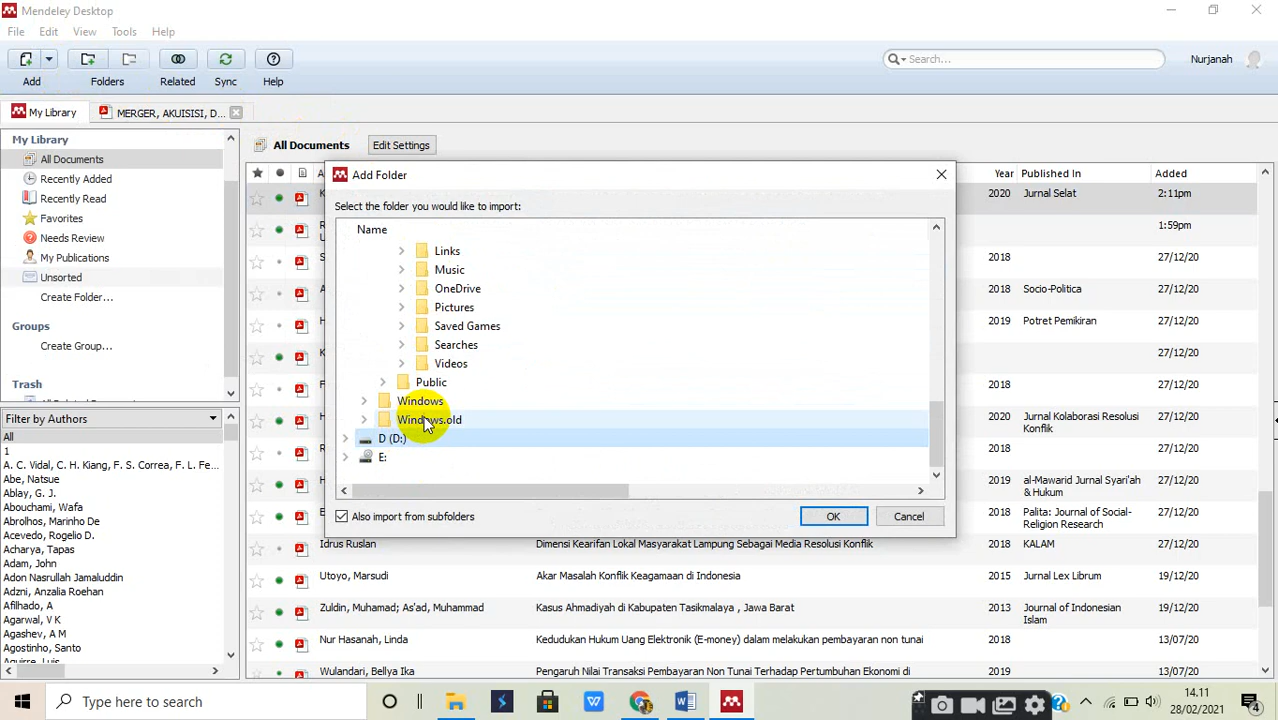 Mendeley Desktop
File Edit View Tools Help
Add Folders Related Sync Help
Search...
Nurjanah
My Library
MERGER, AKUISISI, D...
My Library
All Documents
Recently Added
Recently Read
Favorites
Needs Review
My Publications
Unsorted
Create Folder...
Groups
Create Group...
Trash
Filter by Authors
All
1
A. C. Vidal, C. H. Kiang, F. S. Correa, F. L. Fe...
Abe, Natsue
Ablay, G. J.
Abouchami, Wafa
Abrolhos, Marinho De
Acevedo, Rogelio D.
Acharya, Tapas
Adam
Adon Nasrullah Jamaluddin
Adzni, Anzalia Roehan
Afilhado, A
Agarwal, V K
Agashev, A M
Agostinho, Santo
All Documents
Edit Settings
Year Published In Added
2020 Jurnal Selat 2:11pm
1:59pm
2018 27/12/20
2018 Socio-Politica 27/12/20
2019 Potret Pemikiran 27/12/20
27/12/20
2018 27/12/20
2020 Jurnal Kolaborasi Resolusi Konflik 27/12/20
2018 27/12/20
2019 al-Mawarid Jurnal Syari'ah & Hukum 27/12/20
2018 Palita: Journal of Social-Religion Research 27/12/20
Idrus Ruslan Dimensi Kearifan Lokal Masyarakat Lampung Sebagai Media Resolusi Konflik 2018 KALAM 27/12/20
Utoyo, Marsudi Akar Masalah Konflik Keagamaan di Indonesia 2015 Jurnal Lex Librum 19/12/20
Zuldin, Muhamad; As'ad, Muhammad Kasus Ahmadiyah di Kabupaten Tasikmalaya , Jawa Barat 2013 Journal of Indonesian Islam 19/12/20
Nur Hasanah, Linda Kedudukan Hukum Uang Elektronik (E-money) dalam melakukan pembayaran non tunai 2018 13/07/20
Wulandari, Bellya Ika Pengaruh Nilai Transaksi Pembayaran Non Tunai Terhadap Pertumbuhan Ekonomi di 2019 13/07/20
Add Folder
Select the folder you would like to import:
Name
Links
Music
OneDrive
Pictures
Saved Games
Searches
Videos
Public
Windows
Windows.old
D (D:)
E:
Also import from subfolders
OK Cancel
Type here to search
14.11
28/02/2021
4